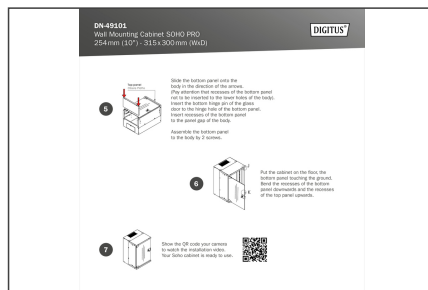 DN-49101
Wall Mounting Cabinet SOHO PRO
254 mm (10") - 315 x 300 mm (WxD)
DIGITUS®
5
Slide the bottom panel onto the
body in the direction of the arrows.
(Pay attention that recesses of the bottom panel
not to be inserted to the lower holes of the body).
Insert the bottom hinge pin of the glass
door to the hinge hole of the bottom panel.
Insert recesses of the bottom panel
to the panel gap of the body.
Assemble the bottom panel
to the body by 2 screws.
6
Put the cabinet on the floor, the
bottom panel touching the ground.
Bend the recesses of the bottom
panel downwards and the recesses
of the top panel upwards.
7
Show the QR code your camera
to watch the installation video.
Your Soho cabinet is ready to use.